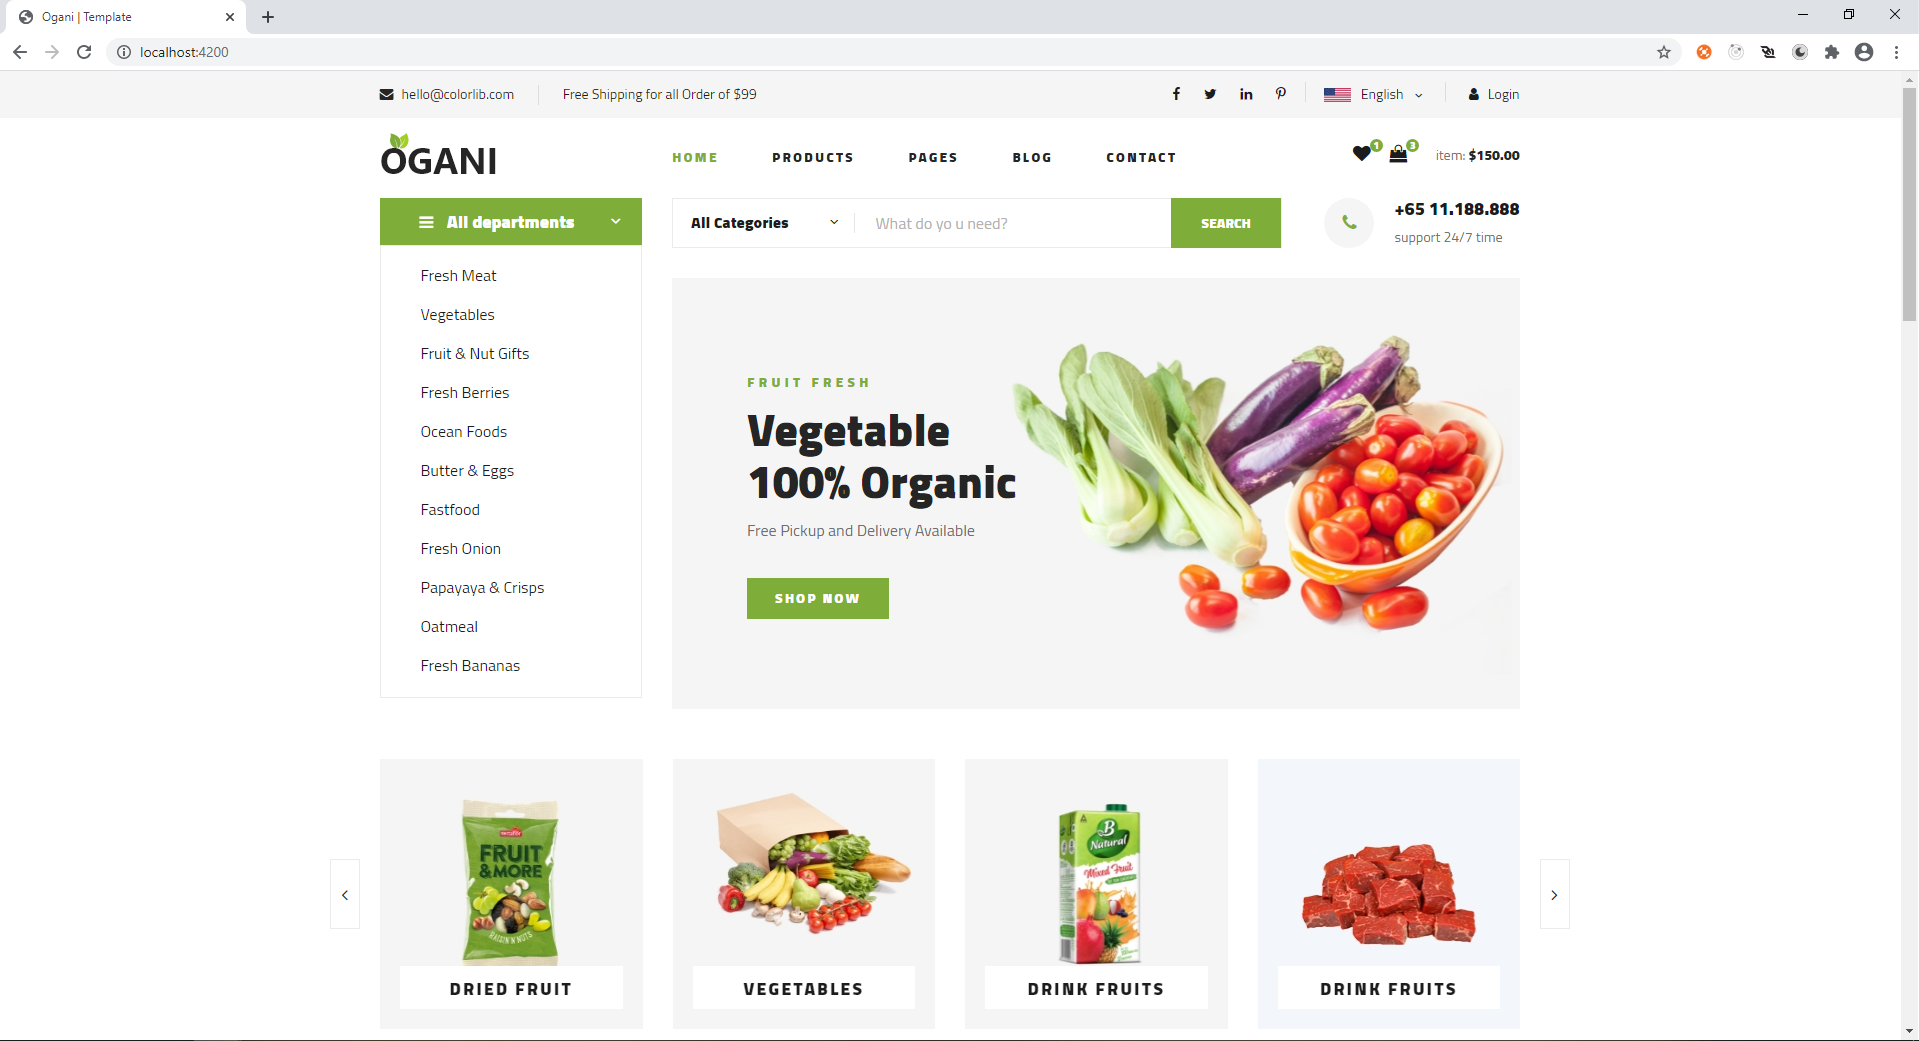 Ogani | Template
localhost:4200
hello@colorlib.com
Free Shipping for all Order of $99
English
Login
OGANI
HOME
PRODUCTS
PAGES
BLOG
CONTACT
1
3
item: $150.00
All departments
All Categories
What do yo u need?
SEARCH
+65 11.188.888
support 24/7 time
Fresh Meat
Vegetables
Fruit & Nut Gifts
Fresh Berries
Ocean Foods
Butter & Eggs
Fastfood
Fresh Onion
Papayaya & Crisps
Oatmeal
Fresh Bananas
FRUIT FRESH
Vegetable
100% Organic
Free Pickup and Delivery Available
SHOP NOW
FRUIT
&MORE
RAISIN N NUTS
DRIED FRUIT
VEGETABLES
B
Natural
Mixed Fruit
DRINK FRUITS
DRINK FRUITS